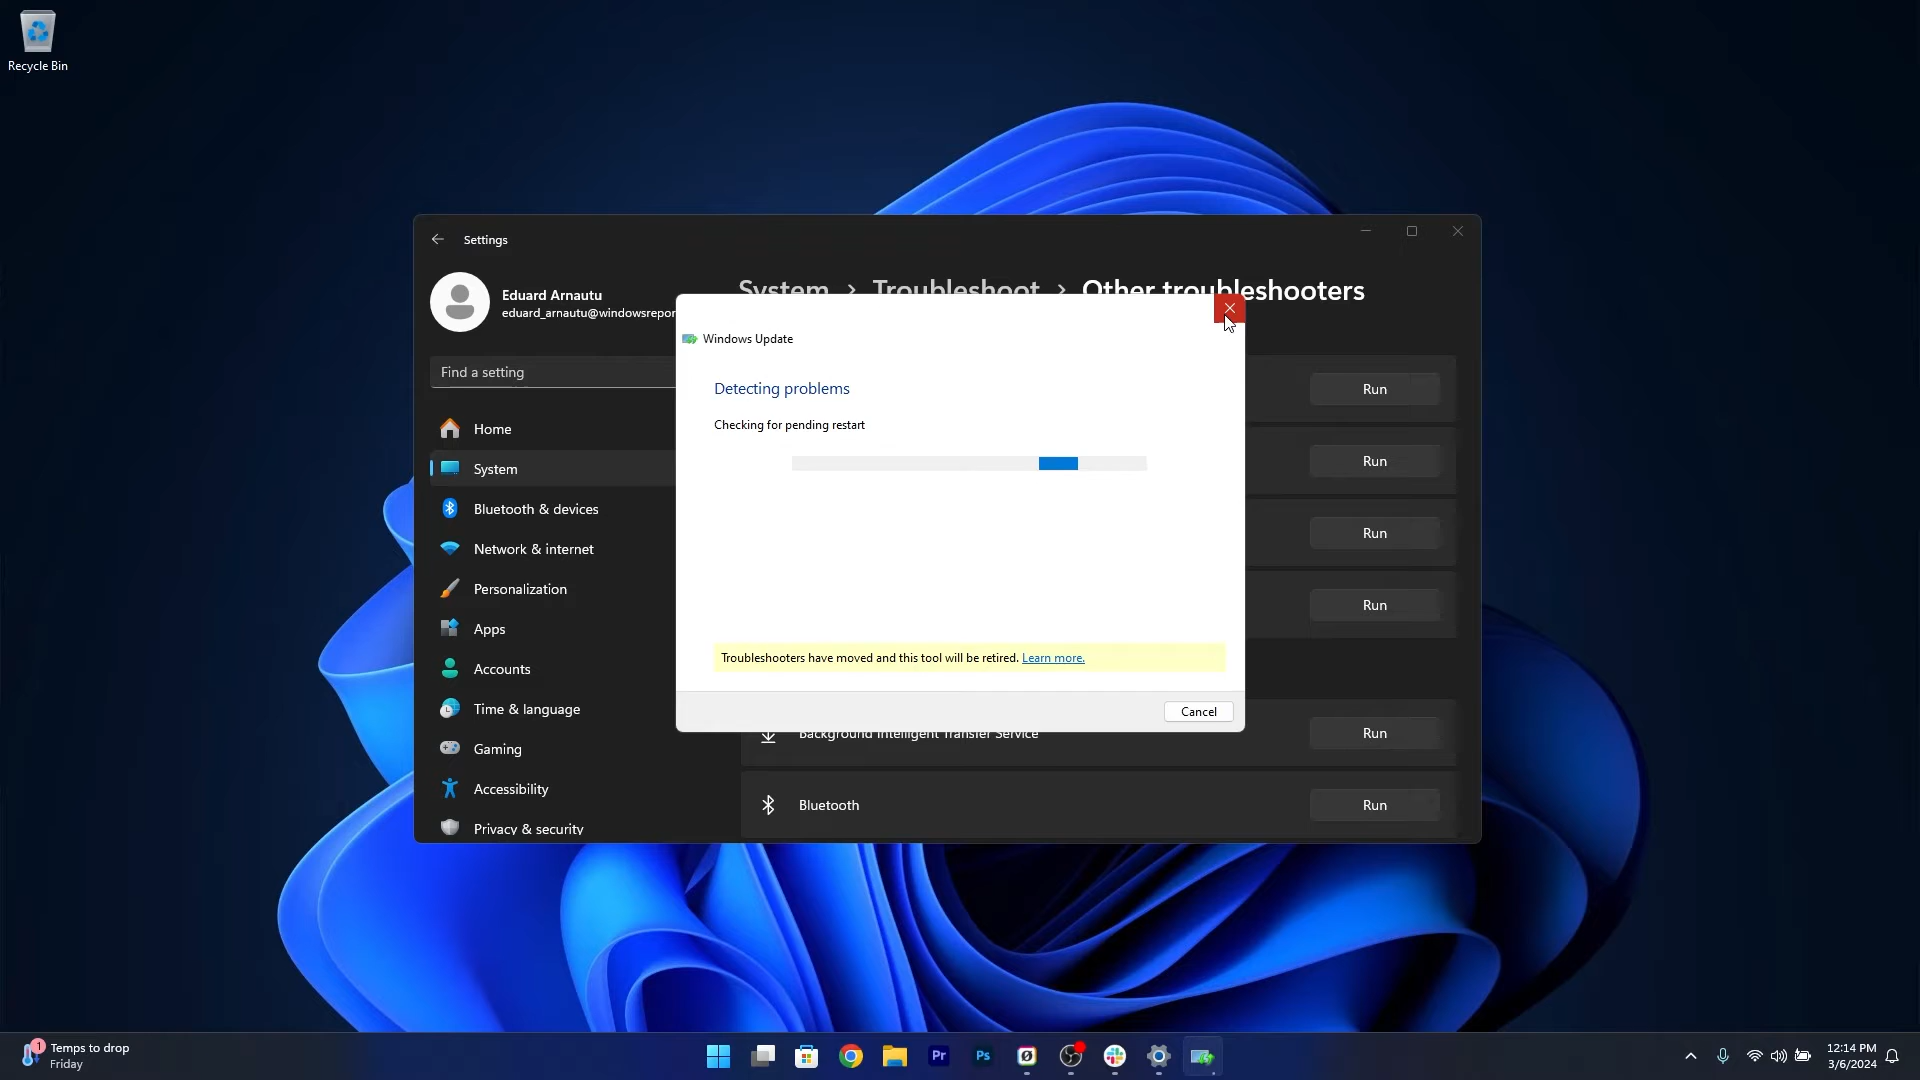 Recycle Bin
Settings
Eduard Arnautu
eduard_arnautu@windowsrepor
System > Troubleshoot > Other troubleshooters
Find a setting
Home
System
Bluetooth & devices
Network & internet
Personalization
Apps
Accounts
Time & language
Gaming
Accessibility
Privacy & security
Windows Update
Detecting problems
Checking for pending restart
Troubleshooters have moved and this tool will be retired. Learn more.
Cancel
Run
Run
Run
Run
Background Intelligent Transfer Service
Run
Bluetooth
Run
1
Temps to drop
Friday
Pr
Ps
12:14 PM
3/6/2024